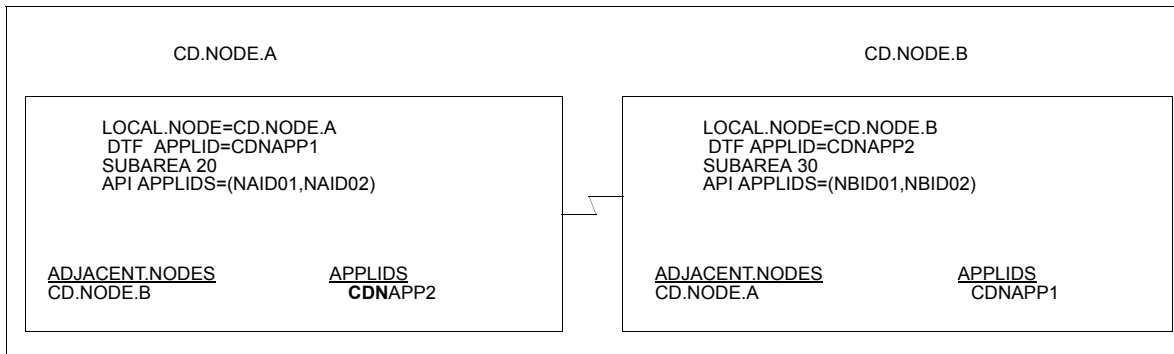 CD.NODE.A
CD.NODE.B
LOCAL.NODE=CD.NODE.A
DTF APPLID=CDNAPP1
SUBAREA 20
API APPLIDS=(NAID01,NAID02)
ADJACENT.NODES APPLIDS
CD.NODE.B CDNAPP2
LOCAL.NODE=CD.NODE.B
DTF APPLID=CDNAPP2
SUBAREA 30
API APPLIDS=(NBID01,NBID02)
ADJACENT.NODES APPLIDS
CD.NODE.A CDNAPP1